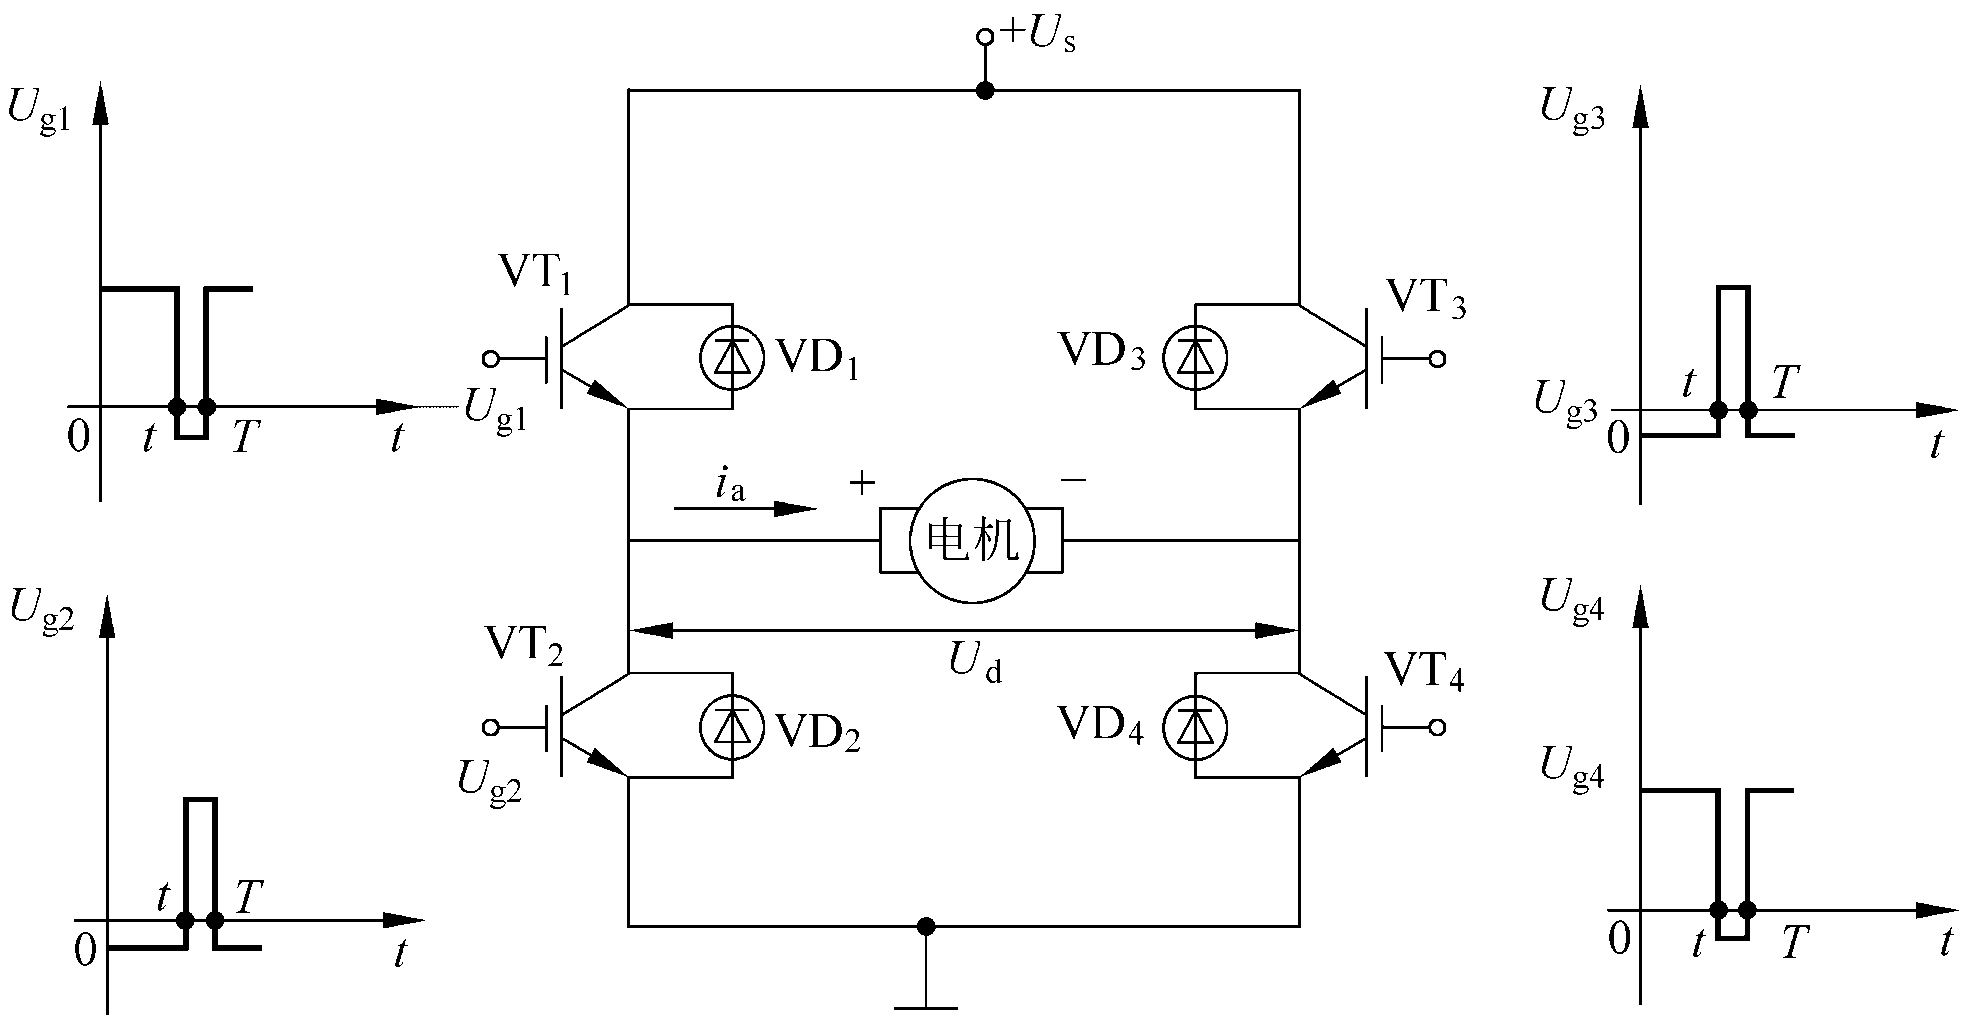 +Us
Ug1
0
t
T
t
VT1
VD1
Ug1
VD3
VT3
Ug3
Ug3
0
t
T
t
ia
+
电机
−
Ud
Ug2
0
t
T
t
VT2
VD2
Ug2
VD4
VT4
Ug4
Ug4
0
t
T
t